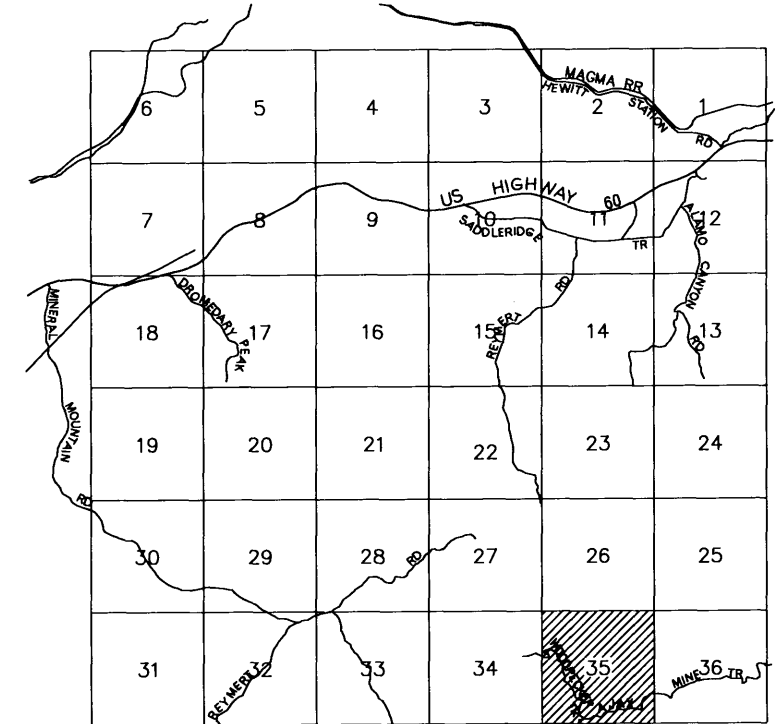 MAGMA RR
HEWITT STATION RD
6 5 4 3 2 1
US HIGHWAY 60
7 8 9 10 11 12
SADDLERIDGE TR
ALAMO CANYON RD
MINERAL MOUNTAIN RD
DROMEDARY PEAK
REYMERT RD
18 17 16 15 14 13
19 20 21 22 23 24
30 29 28 27 26 25
RD
31 32 33 34 35 36
REYMERT
MINE TR